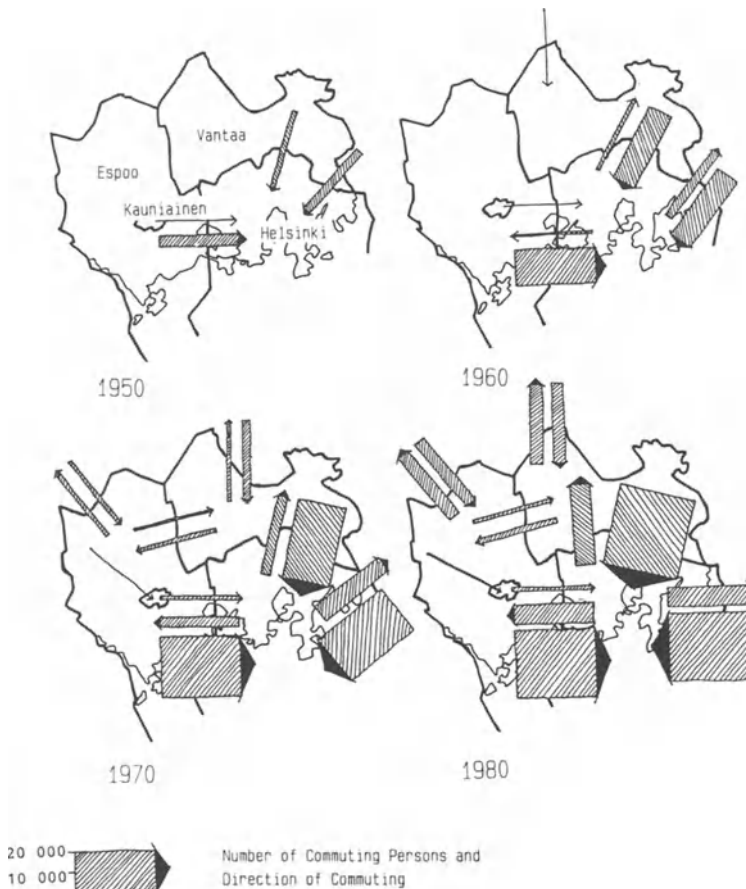 Vantaa
Espoo
Kauniainen
Helsinki
1950
1960
1970
1980
20 000
10 000
Number of Commuting Persons and
Direction of Commuting